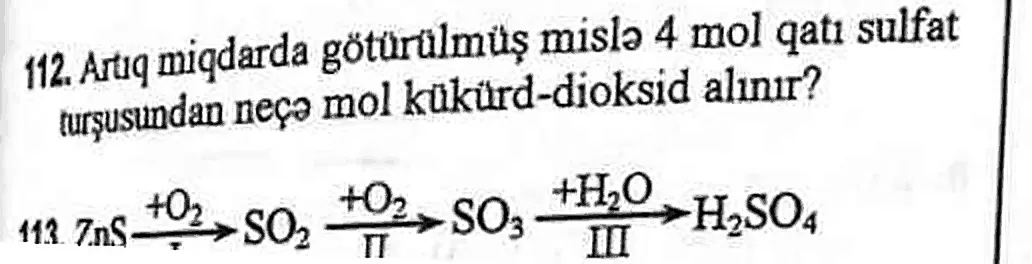 112. Artıq miqdarda götürülmüş mislə 4 mol qatı sulfat
turşusundan neçə mol kükürd-dioksid alınır?
113. ZnS +O₂ → I SO₂ +O₂ → II SO₃ +H₂O → III H₂SO₄